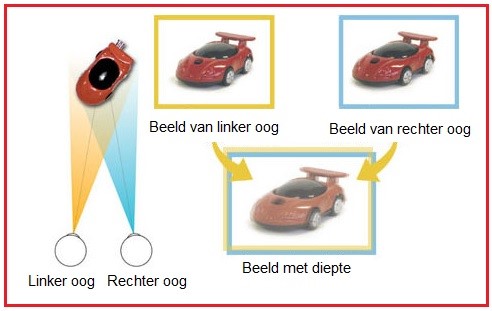 Beeld van linker oog
Beeld van rechter oog
Beeld met diepte
Linker oog
Rechter oog